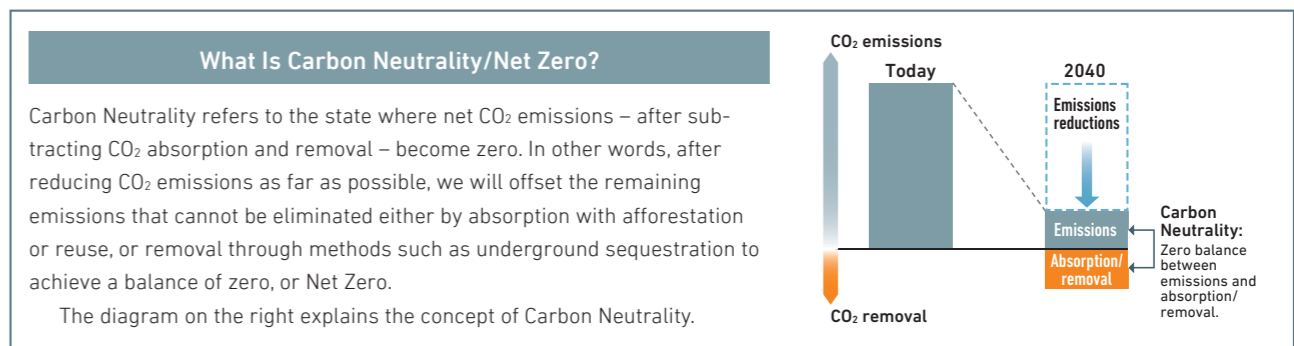 What Is Carbon Neutrality/Net Zero?
Carbon Neutrality refers to the state where net CO₂ emissions – after sub-
tracting CO₂ absorption and removal – become zero. In other words, after
reducing CO₂ emissions as far as possible, we will offset the remaining
emissions that cannot be eliminated either by absorption with afforestation
or reuse, or removal through methods such as underground sequestration to
achieve a balance of zero, or Net Zero.
The diagram on the right explains the concept of Carbon Neutrality.
CO₂ emissions
Today
2040
Emissions
reductions
Emissions
Absorption/
removal
Carbon
Neutrality:
Zero balance
between
emissions and
absorption/
removal.
CO₂ removal